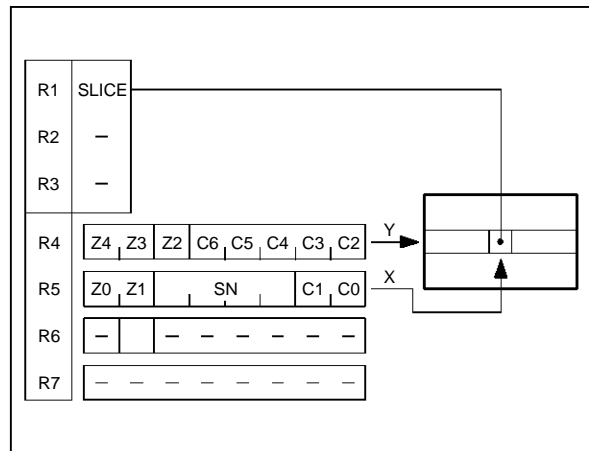 R1 SLICE
R2 –
R3 –
R4 Z4 Z3 Z2 C6 C5 C4 C3 C2 Y
R5 Z0 Z1 SN C1 C0 X
R6 – – – – – – –
R7 – – – – – – – –